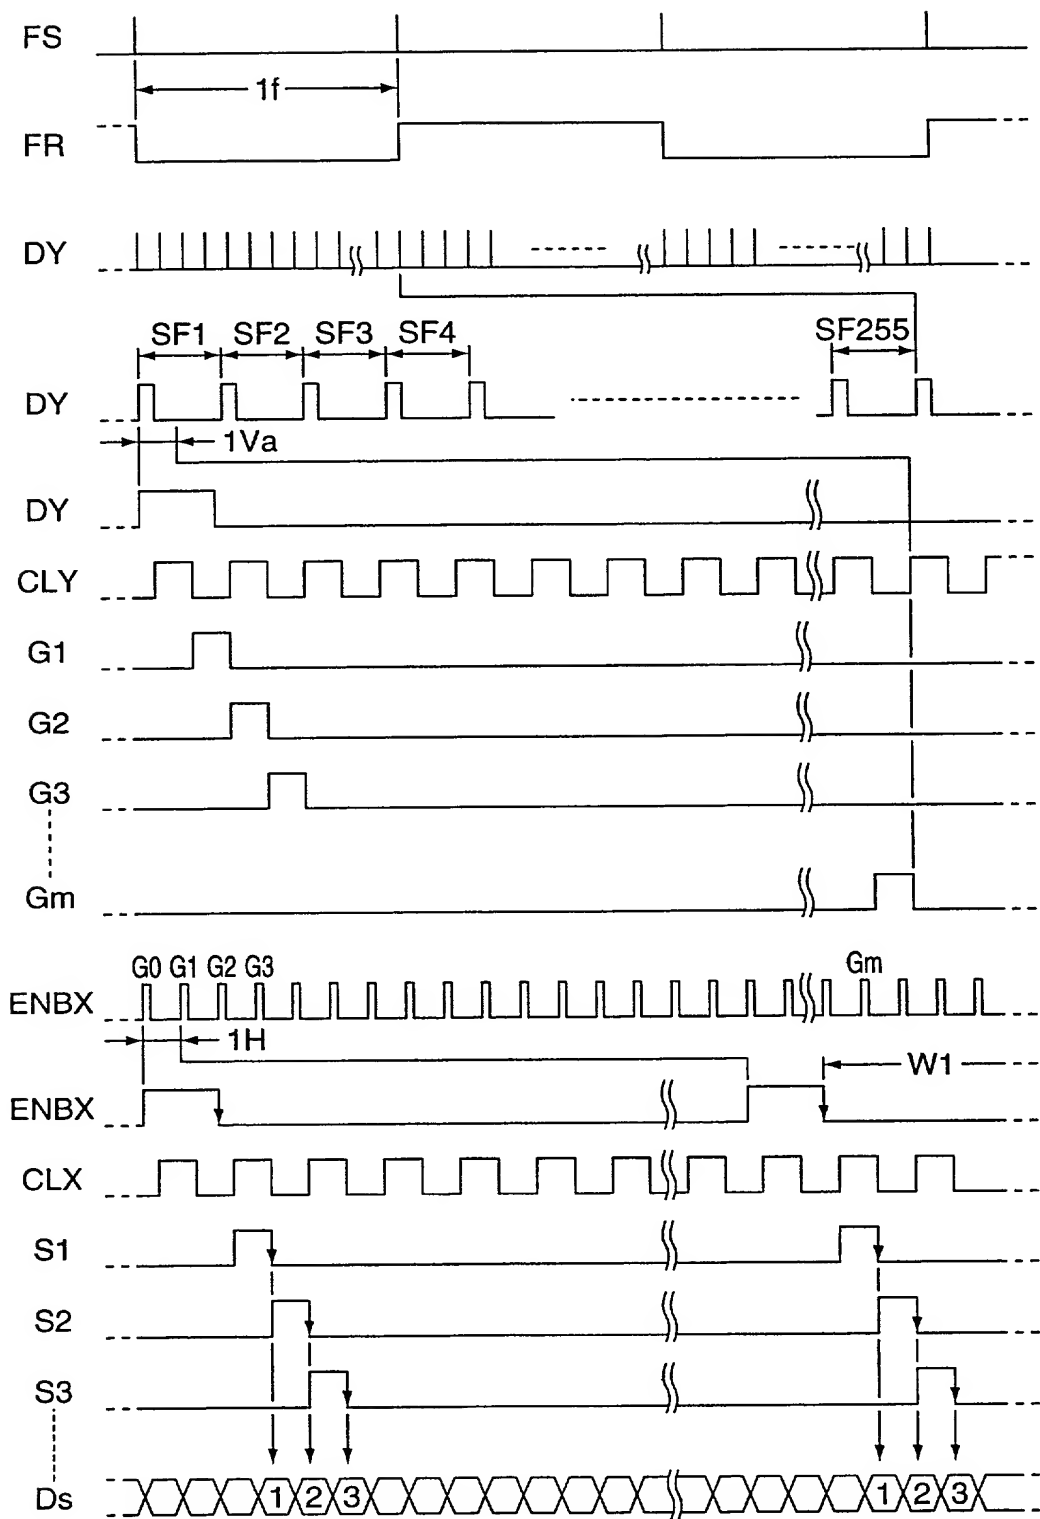 FS
1f
FR
DY
SF1 SF2 SF3 SF4 SF255
DY
1Va
DY
CLY
G1
G2
G3
Gm
G0 G1 G2 G3 Gm
ENBX
1H
W1
ENBX
CLX
S1
S2
S3
Ds 1 2 3 1 2 3